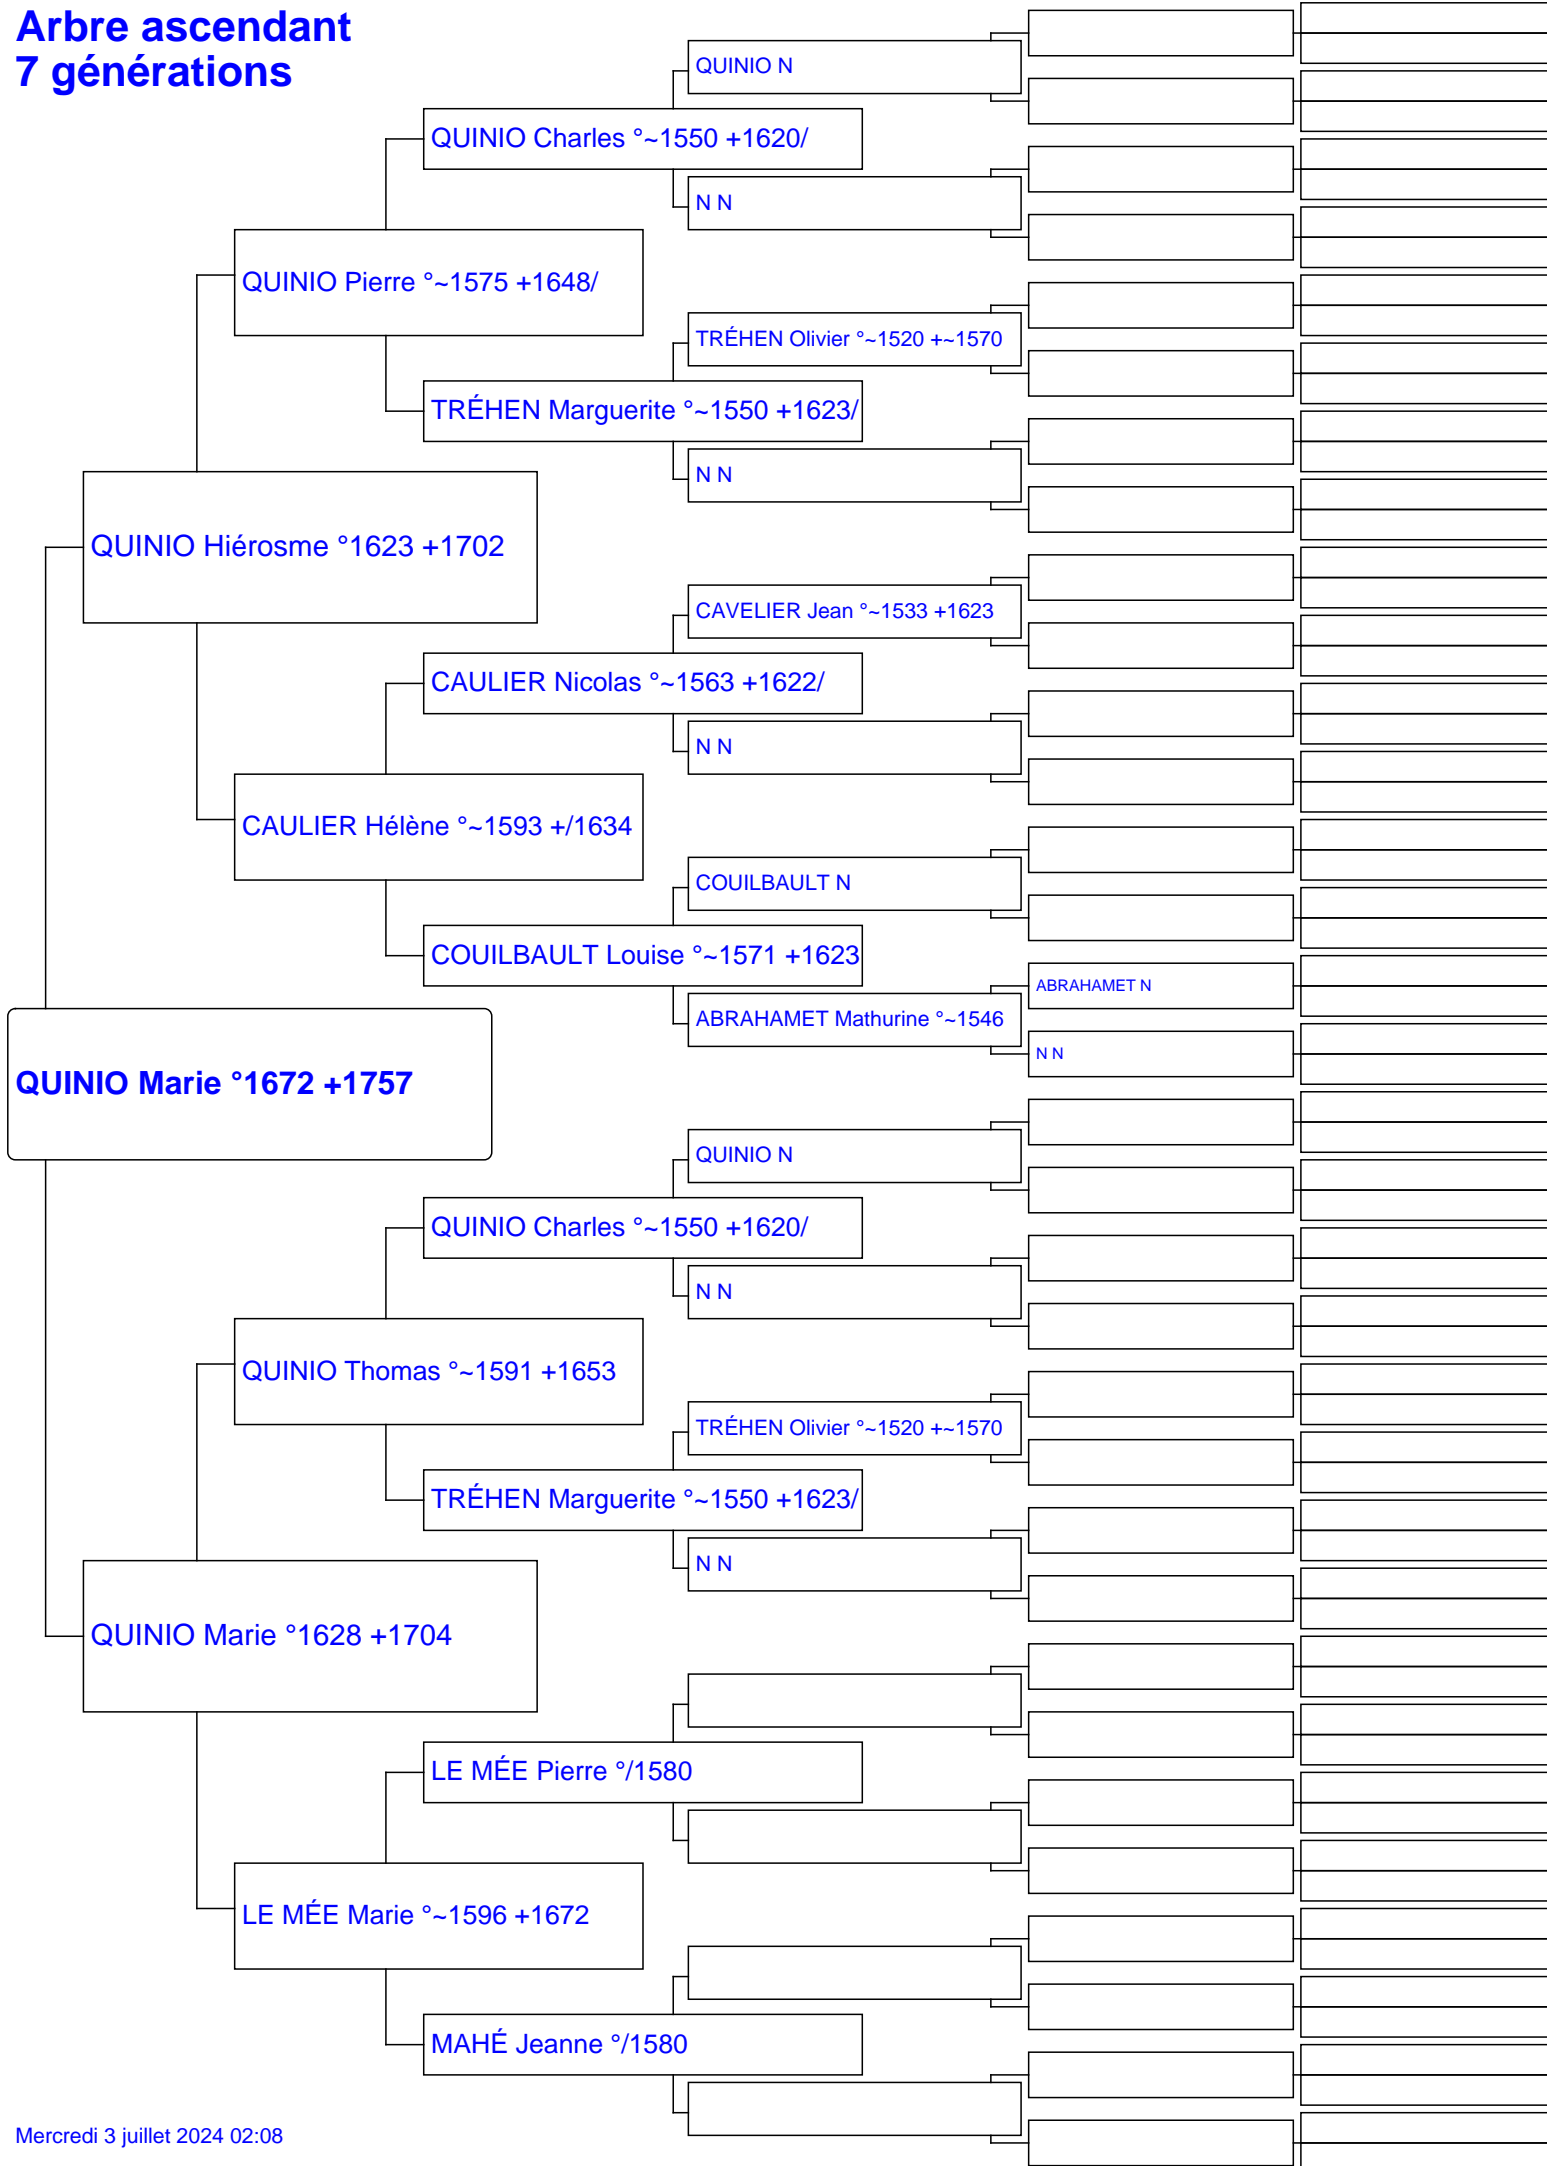 Arbre ascendant
7 générations
QUINIO N
QUINIO Charles °~1550 +1620/
N N
QUINIO Pierre °~1575 +1648/
TRÉHEN Olivier °~1520 +~1570
TRÉHEN Marguerite °~1550 +1623/
N N
QUINIO Hiérosme °1623 +1702
CAVELIER Jean °~1533 +1623
CAULIER Nicolas °~1563 +1622/
N N
CAULIER Hélène °~1593 +/1634
COUILBAULT N
COUILBAULT Louise °~1571 +1623
ABRAHAMET N
ABRAHAMET Mathurine °~1546
N N
QUINIO Marie °1672 +1757
QUINIO N
QUINIO Charles °~1550 +1620/
N N
QUINIO Thomas °~1591 +1653
TRÉHEN Olivier °~1520 +~1570
TRÉHEN Marguerite °~1550 +1623/
N N
QUINIO Marie °1628 +1704
LE MÉE Pierre °/1580
LE MÉE Marie °~1596 +1672
MAHÉ Jeanne °/1580
Mercredi 3 juillet 2024 02:08